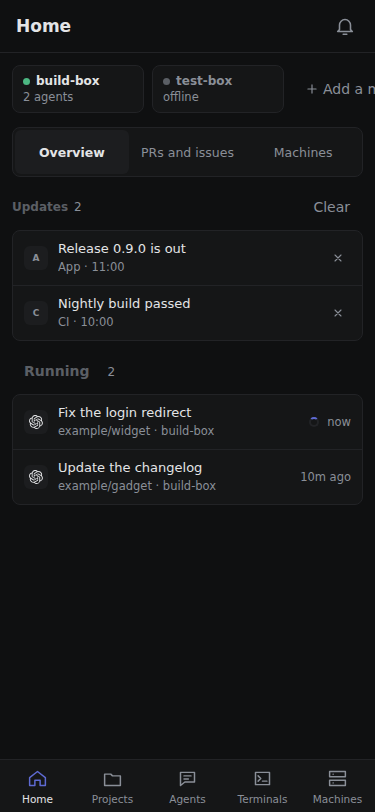 Home
build-box
2 agents
test-box
offline
+ Add a m
Overview
PRs and issues
Machines
Updates 2
Clear
A
Release 0.9.0 is out
App · 11:00
×
C
Nightly build passed
CI · 10:00
×
Running 2
Fix the login redirect
example/widget · build-box
now
Update the changelog
example/gadget · build-box
10m ago
Home
Projects
Agents
Terminals
Machines